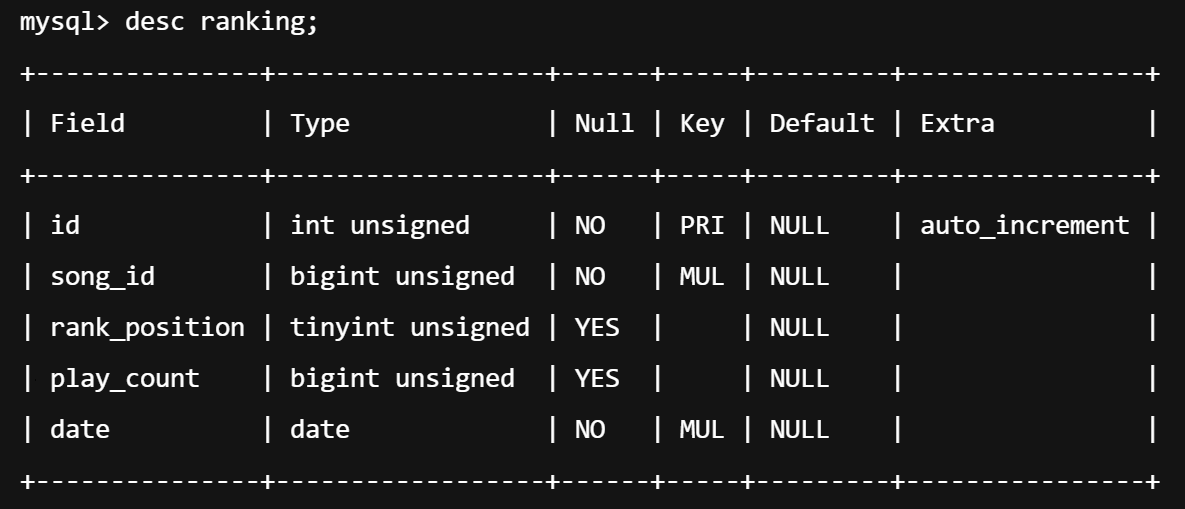 mysql> desc ranking;
+---------------+------------------+------+-----+---------+----------------+
| Field         | Type             | Null | Key | Default | Extra          |
+---------------+------------------+------+-----+---------+----------------+
| id            | int unsigned     | NO   | PRI | NULL    | auto_increment |
| song_id       | bigint unsigned  | NO   | MUL | NULL    |                |
| rank_position | tinyint unsigned | YES  |     | NULL    |                |
| play_count    | bigint unsigned  | YES  |     | NULL    |                |
| date          | date             | NO   | MUL | NULL    |                |
+---------------+------------------+------+-----+---------+----------------+